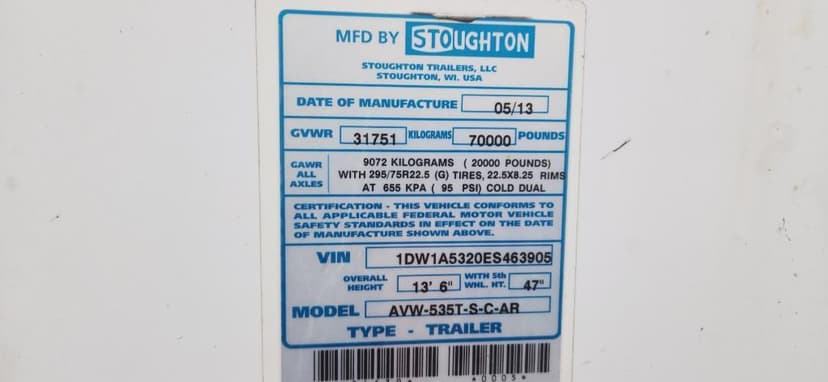 MFD BY STOUGHTON
STOUGHTON TRAILERS, LLC
STOUGHTON, WI. USA
DATE OF MANUFACTURE 05/13
GVWR 31751 KILOGRAMS 70000 POUNDS
GAWR ALL AXLES
9072 KILOGRAMS ( 20000 POUNDS)
WITH 295/75R22.5 (G) TIRES, 22.5X8.25 RIMS
AT 655 KPA ( 95 PSI) COLD DUAL
CERTIFICATION - THIS VEHICLE CONFORMS TO
ALL APPLICABLE FEDERAL MOTOR VEHICLE
SAFETY STANDARDS IN EFFECT ON THE DATE
OF MANUFACTURE SHOWN ABOVE.
VIN 1DW1A5320ES463905
OVERALL HEIGHT 13' 6" WITH 5th WHL. HT. 47"
MODEL AVW-535T-S-C-AR
TYPE - TRAILER
*0005*